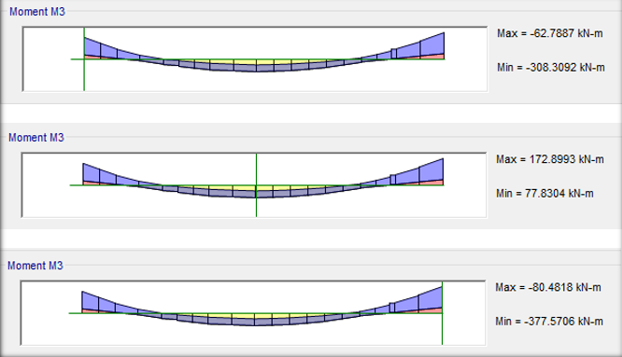 Moment M3
Max = -62.7887 kN-m
Min = -308.3092 kN-m
Moment M3
Max = 172.8993 kN-m
Min = 77.8304 kN-m
Moment M3
Max = -80.4818 kN-m
Min = -377.5706 kN-m